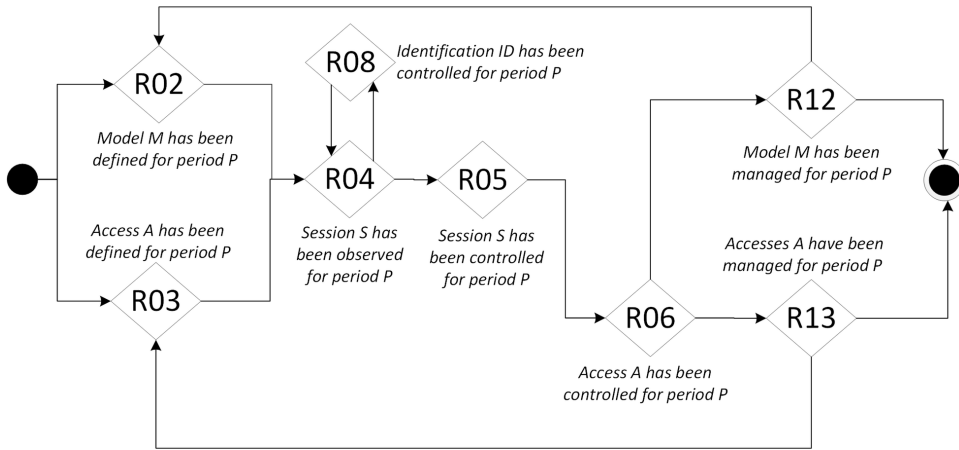 R02
Model M has been
defined for period P
R08
Identification ID has been
controlled for period P
R04
Session S has
been observed
for period P
R05
Session S has
been controlled
for period P
Access A has been
defined for period P
R03
R06
Access A has been
controlled for period P
R12
Model M has been
managed for period P
Accesses A have been
managed for period P
R13